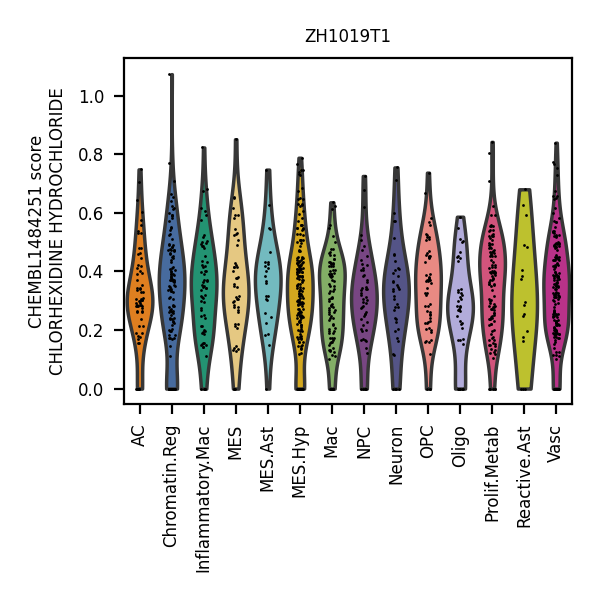 ZH1019T1
CHEMBL1484251 score
CHLORHEXIDINE HYDROCHLORIDE
1.0
0.8
0.6
0.4
0.2
0.0
AC
Chromatin.Reg
Inflammatory.Mac
MES
MES.Ast
MES.Hyp
Mac
NPC
Neuron
OPC
Oligo
Prolif.Metab
Reactive.Ast
Vasc